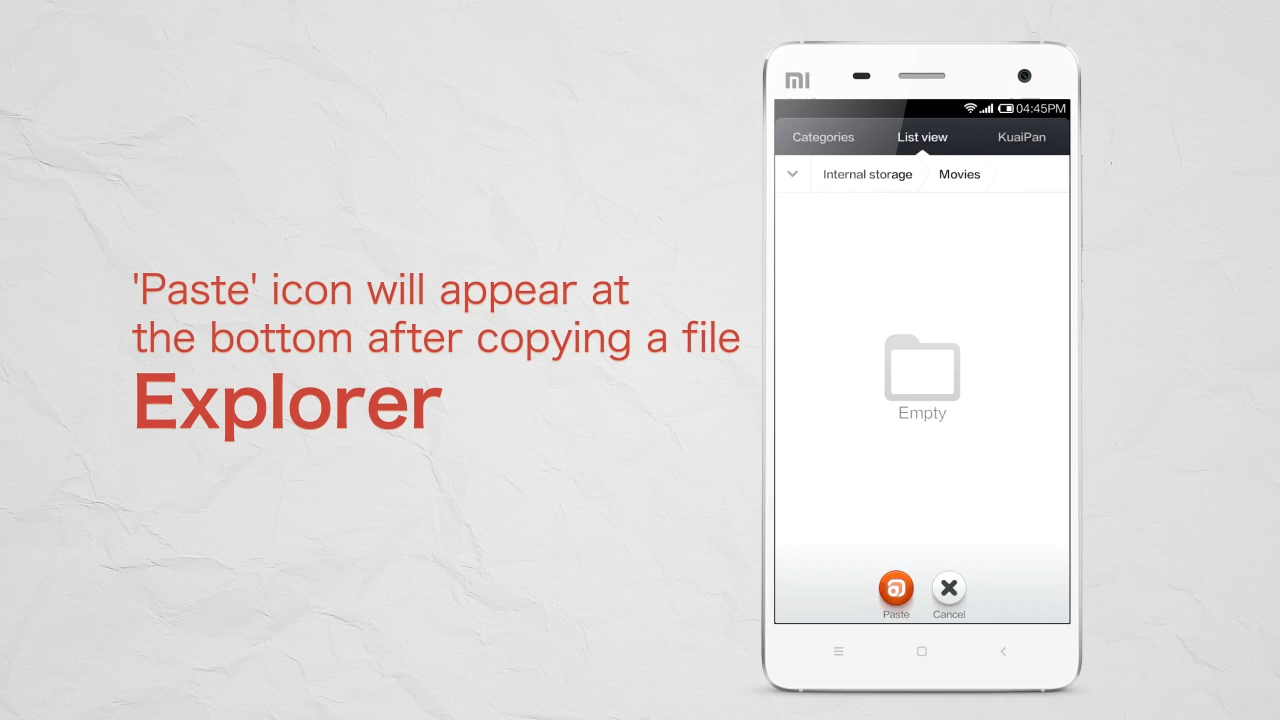 'Paste' icon will appear at
the bottom after copying a file
Explorer
mi
04:45PM
Categories
List view
KuaiPan
Internal storage
Movies
Empty
Paste
Cancel